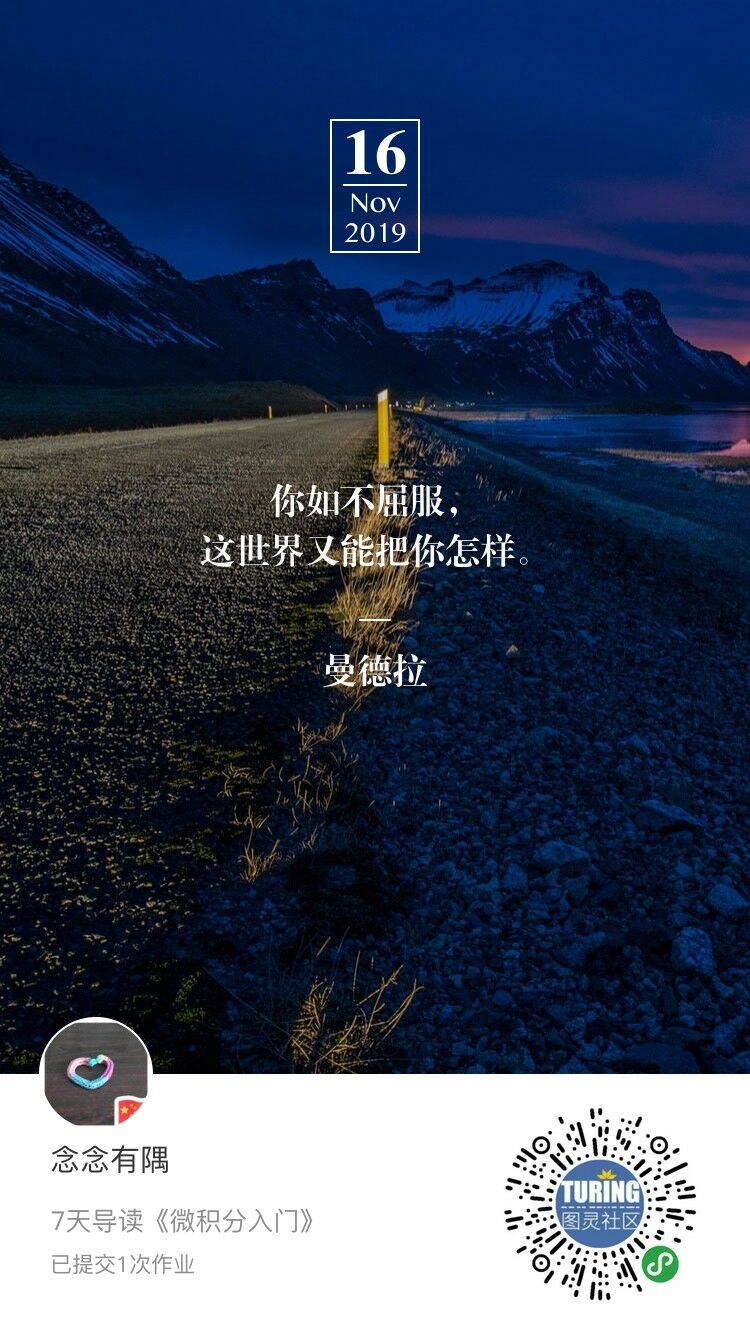 16
Nov
2019
你如不屈服，
这世界又能把你怎样。
—
曼德拉
念念有隅
7天导读《微积分入门》
已提交1次作业
TURING
图灵社区